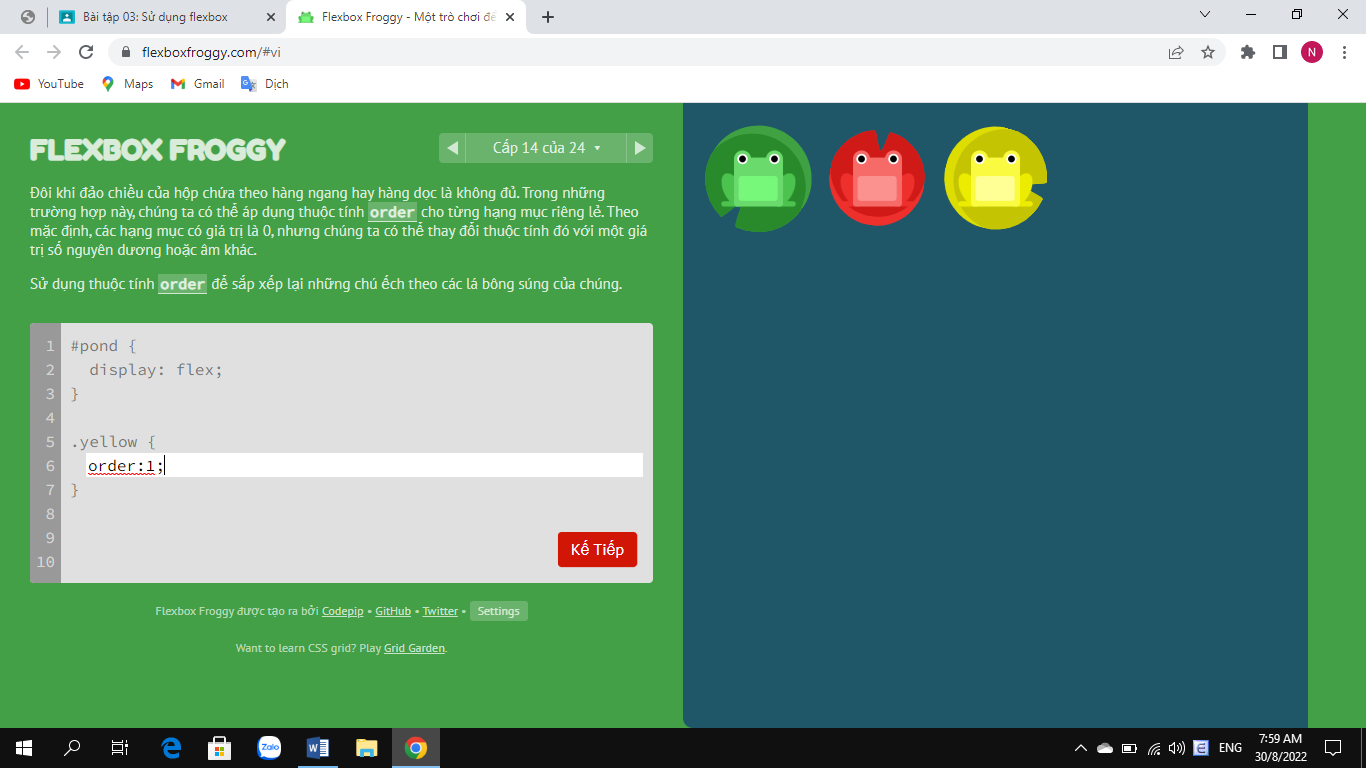 Bài tập 03: Sử dụng flexbox
Flexbox Froggy - Một trò chơi để
flexboxfroggy.com/#vi
N
YouTube
Maps
Gmail
Dịch
FLEXBOX FROGGY
Cấp 14 của 24
Đôi khi đảo chiều của hộp chứa theo hàng ngang hay hàng dọc là không đủ. Trong những
trường hợp này, chúng ta có thể áp dụng thuộc tính order cho từng hạng mục riêng lẻ. Theo
mặc định, các hạng mục có giá trị là 0, nhưng chúng ta có thể thay đổi thuộc tính đó với một giá
trị số nguyên dương hoặc âm khác.
Sử dụng thuộc tính order để sắp xếp lại những chú ếch theo các lá bông súng của chúng.
1 #pond {
2 display: flex;
3 }
4
5 .yellow {
6 order:1;
7 }
8
9
10
Kế Tiếp
Flexbox Froggy được tạo ra bởi Codepip • GitHub • Twitter • Settings
Want to learn CSS grid? Play Grid Garden.
Zalo
W
ENG
7:59 AM
30/8/2022